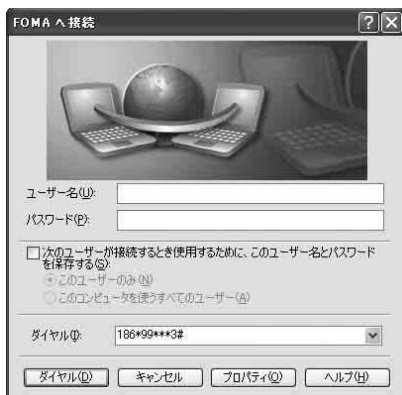 FOMA へ接続
ユーザー名(U):
パスワード(P):
次のユーザーが接続するとき使用するために、このユーザー名とパスワード
を保存する(S):
このユーザーのみ(N)
このコンピュータを使うすべてのユーザー(A)
ダイヤル(I): 186*99***3#
ダイヤル(D) キャンセル プロパティ(O) ヘルプ(H)